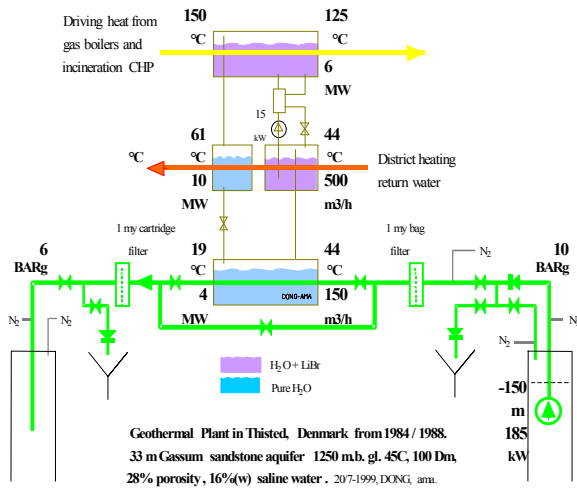 Driving heat from
gas boilers and
incineration CHP
150
°C
125
°C
6
MW
15
kW
61
°C
10
MW
44
°C
500
m3/h
°C
District heating
return water
6
BARg
1 my cartridge
filter
19
°C
4
MW
DONG-AMA
44
°C
150
m3/h
1 my bag
filter
N2
10
BARg
N2
N2
N2
N2
H2O + LiBr
Pure H2O
-150
m
185
kW
Geothermal Plant in Thisted, Denmark from 1984 / 1988.
33 m Gassum sandstone aquifer 1250 m.b. gl. 45C, 100 Dm,
28% porosity, 16%(w) saline water. 20/7-1999, DONG, ama.